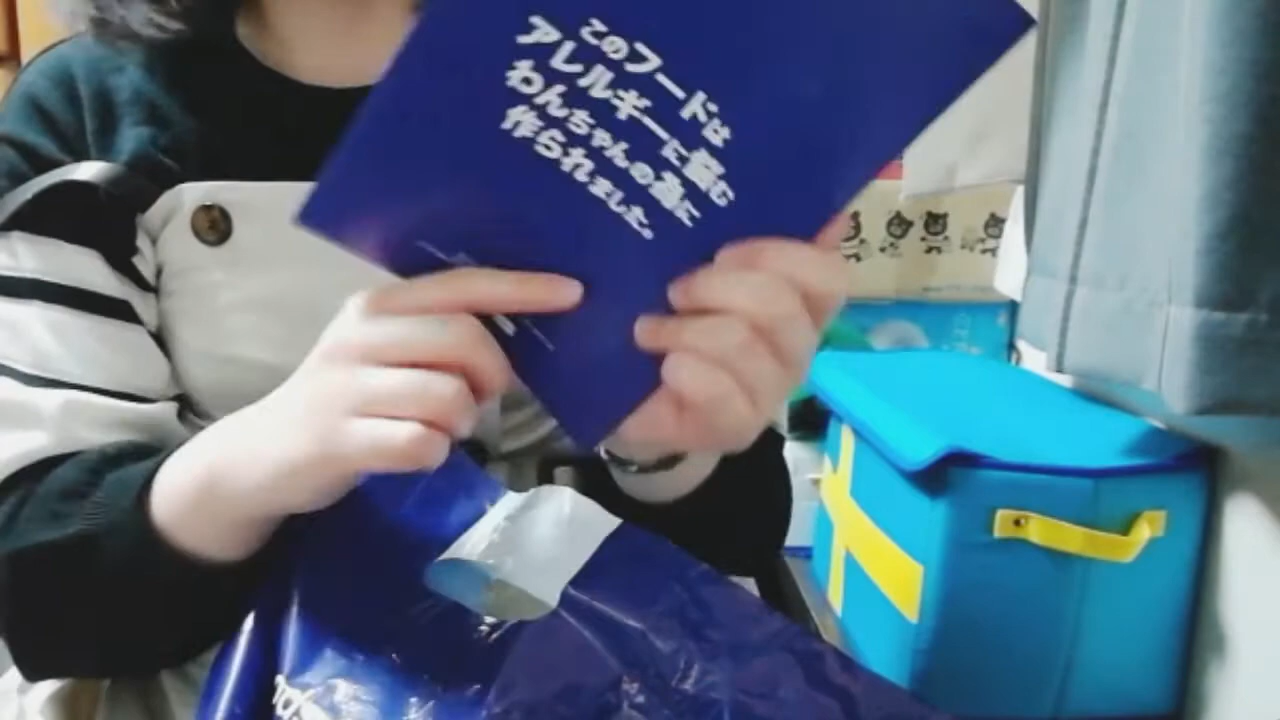 このフードは
アレルギーに悩む
わんちゃんの為に
作られました。